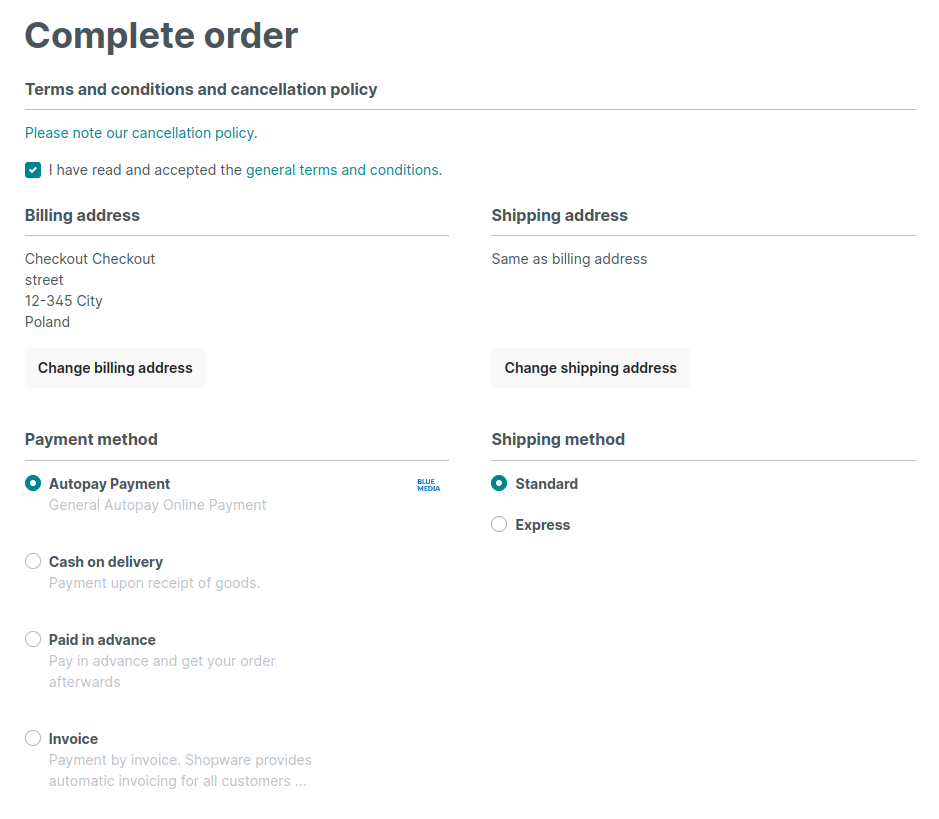 Complete order
Terms and conditions and cancellation policy
Please note our cancellation policy.
I have read and accepted the general terms and conditions.
Billing address
Checkout Checkout
street
12-345 City
Poland
Change billing address
Shipping address
Same as billing address
Change shipping address
Payment method
Autopay Payment
BLUE
MEDIA
General Autopay Online Payment
Cash on delivery
Payment upon receipt of goods.
Paid in advance
Pay in advance and get your order
afterwards
Invoice
Payment by invoice. Shopware provides
automatic invoicing for all customers ...
Shipping method
Standard
Express